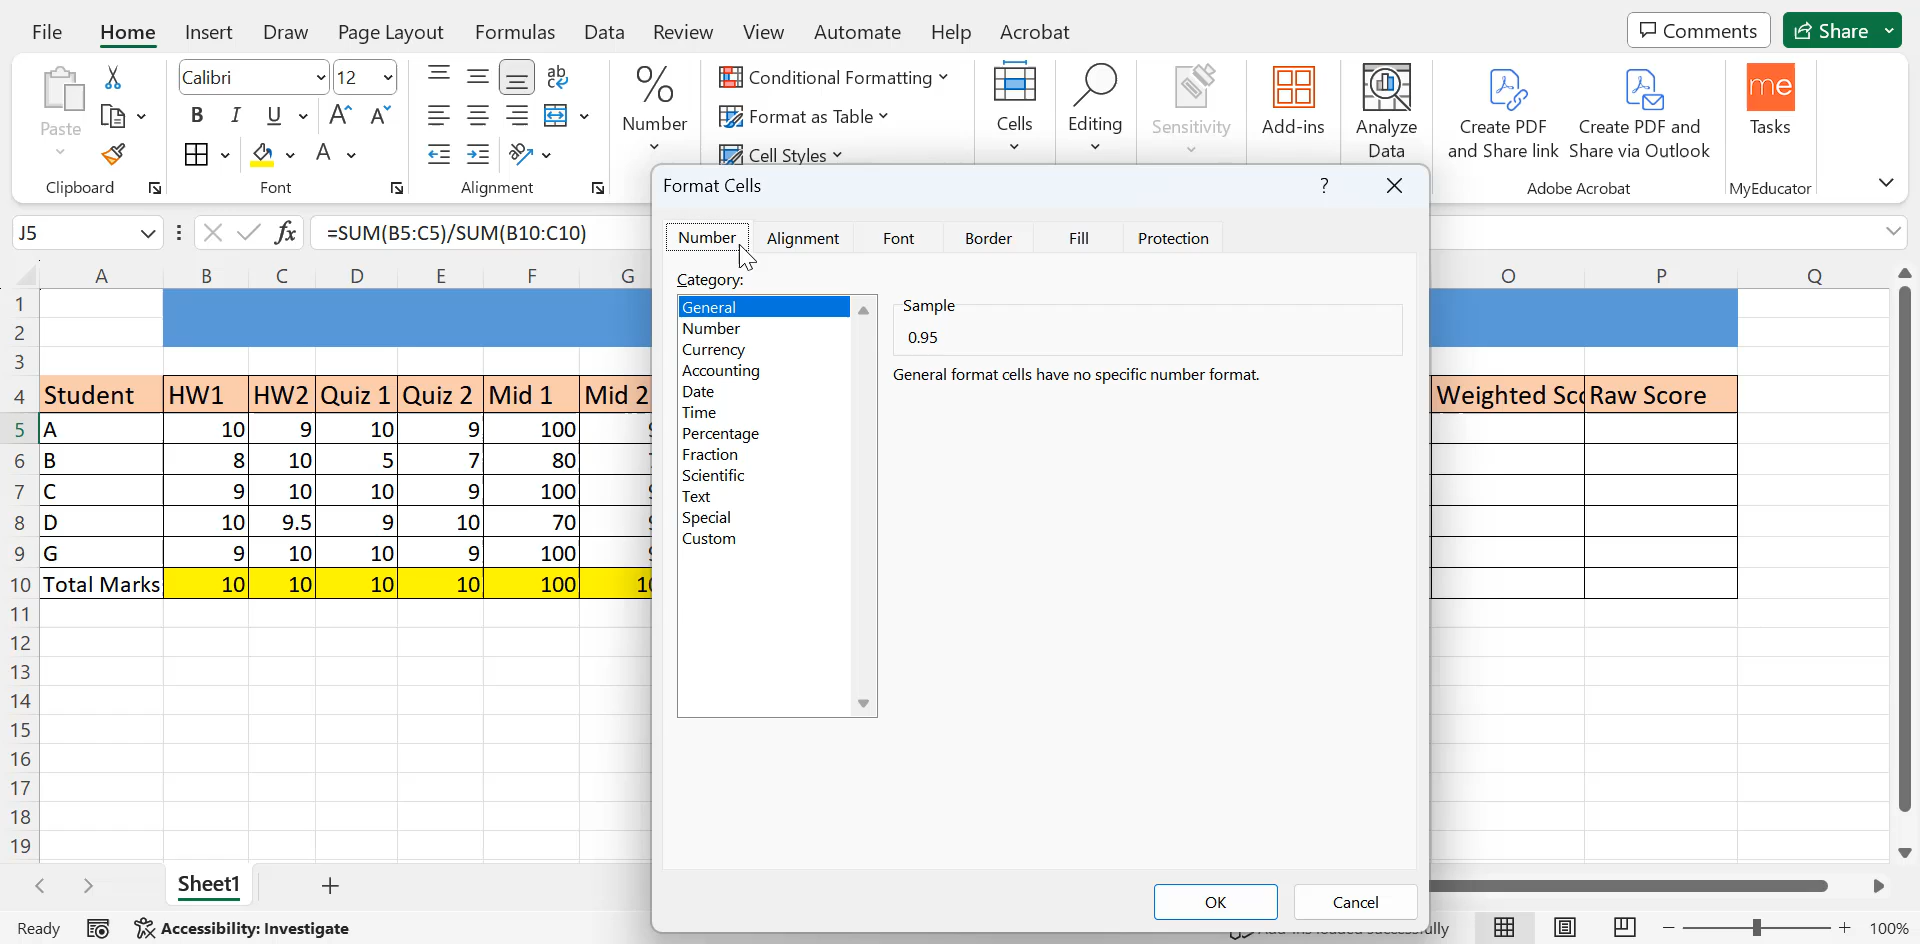 File Home Insert Draw Page Layout Formulas Data Review View Automate Help Acrobat Comments Share
Calibri 12 ab Conditional Formatting me
Paste B I U A A Number Format as Table Cells Editing Sensitivity Add-ins Analyze Data Create PDF and Share link Create PDF and Share via Outlook Tasks
A Cell Styles
Clipboard Font Alignment Adobe Acrobat MyEducator
J5 fx =SUM(B5:C5)/SUM(B10:C10)
A B C D E F G O P Q
1
2
3
4 Student HW1 HW2 Quiz 1 Quiz 2 Mid 1 Mid 2 Weighted Sco Raw Score
5 A 10 9 10 9 100
6 B 8 10 5 7 80
7 C 9 10 10 9 100
8 D 10 9.5 9 10 70
9 G 9 10 10 9 100
10 Total Marks 10 10 10 10 100
11
12
13
14
15
16
17
18
19
Format Cells ?
Number Alignment Font Border Fill Protection
Category:
General
Number
Currency
Accounting
Date
Time
Percentage
Fraction
Scientific
Text
Special
Custom
Sample
0.95
General format cells have no specific number format.
OK Cancel
Sheet1
Ready Accessibility: Investigate 100%